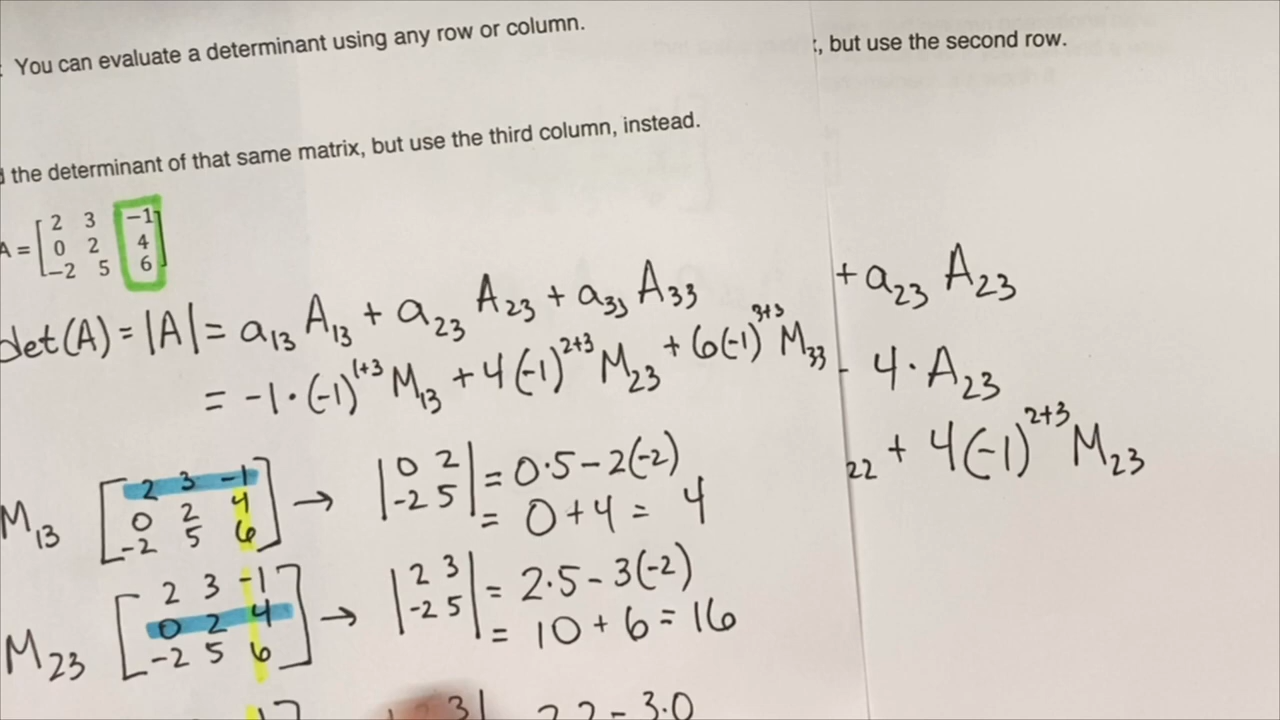 : You can evaluate a determinant using any row or column.
, but use the second row.
the determinant of that same matrix, but use the third column, instead.
A = [2 3 −1
0 2 4
−2 5 6]
det(A) = |A| = a₁₃ A₁₃ + a₂₃ A₂₃ + a₃₃ A₃₃
= -1 · (-1)¹⁺³ M₁₃ + 4(-1)²⁺³ M₂₃ + 6(-1)³⁺³ M₃₃
+ a₂₃ A₂₃
4 · A₂₃
₂₂ + 4(-1)²⁺³ M₂₃
M₁₃ [2 3 -1
0 2 4
-2 5 6] → |0 2
-2 5| = 0·5 - 2(-2)
= 0 + 4 = 4
M₂₃ [2 3 -1
0 2 4
-2 5 6] → |2 3
-2 5| = 2·5 - 3(-2)
= 10 + 6 = 16
3| 2·2 - 3·0